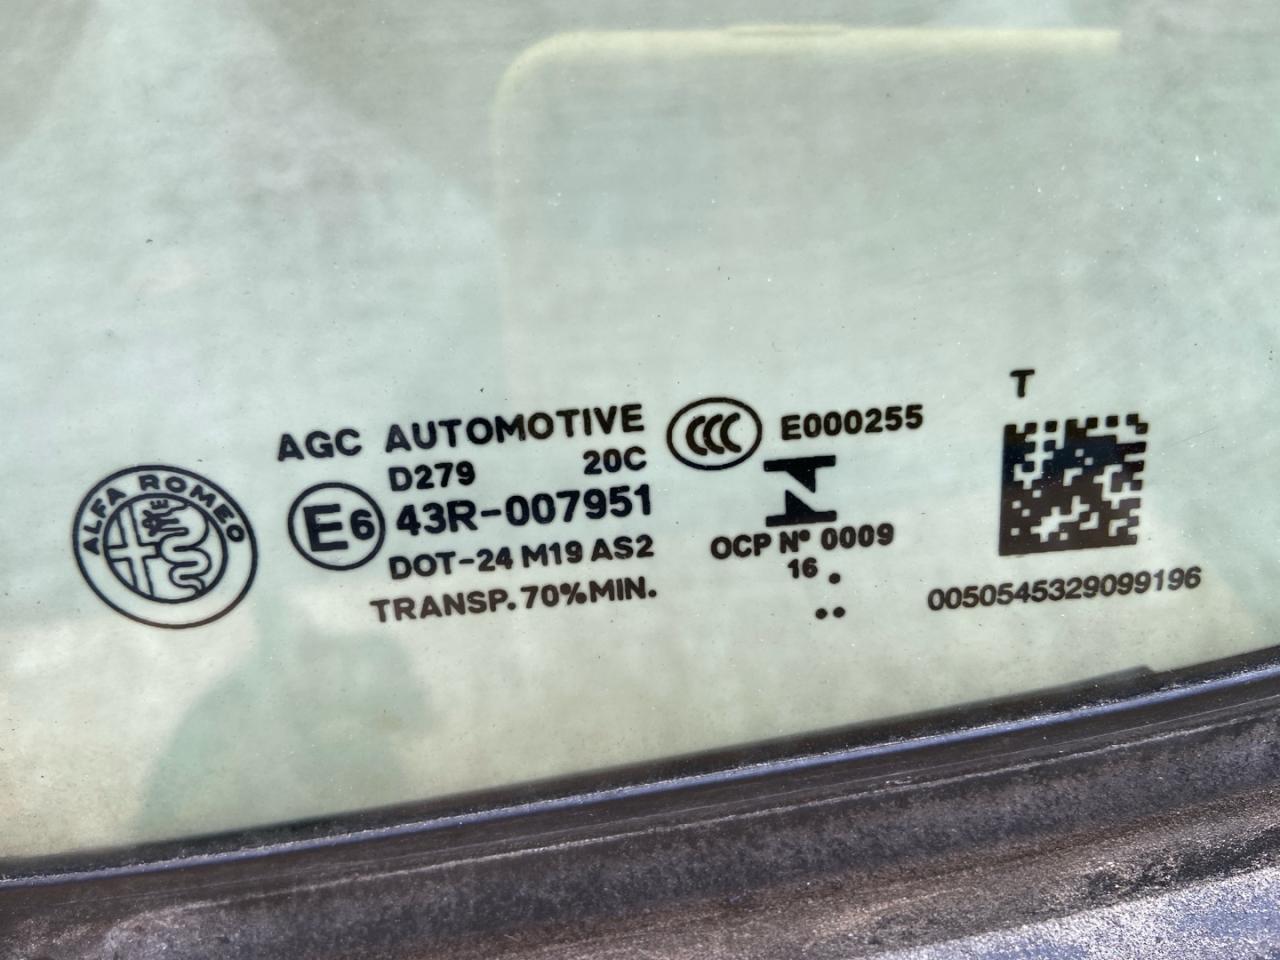 ALFA ROMEO
AGC AUTOMOTIVE
D279 20C
E6 43R-007951
DOT-24 M19 AS2
TRANSP. 70% MIN.
CCC E000255
OCP Nº 0009
16
T
0050545329099196